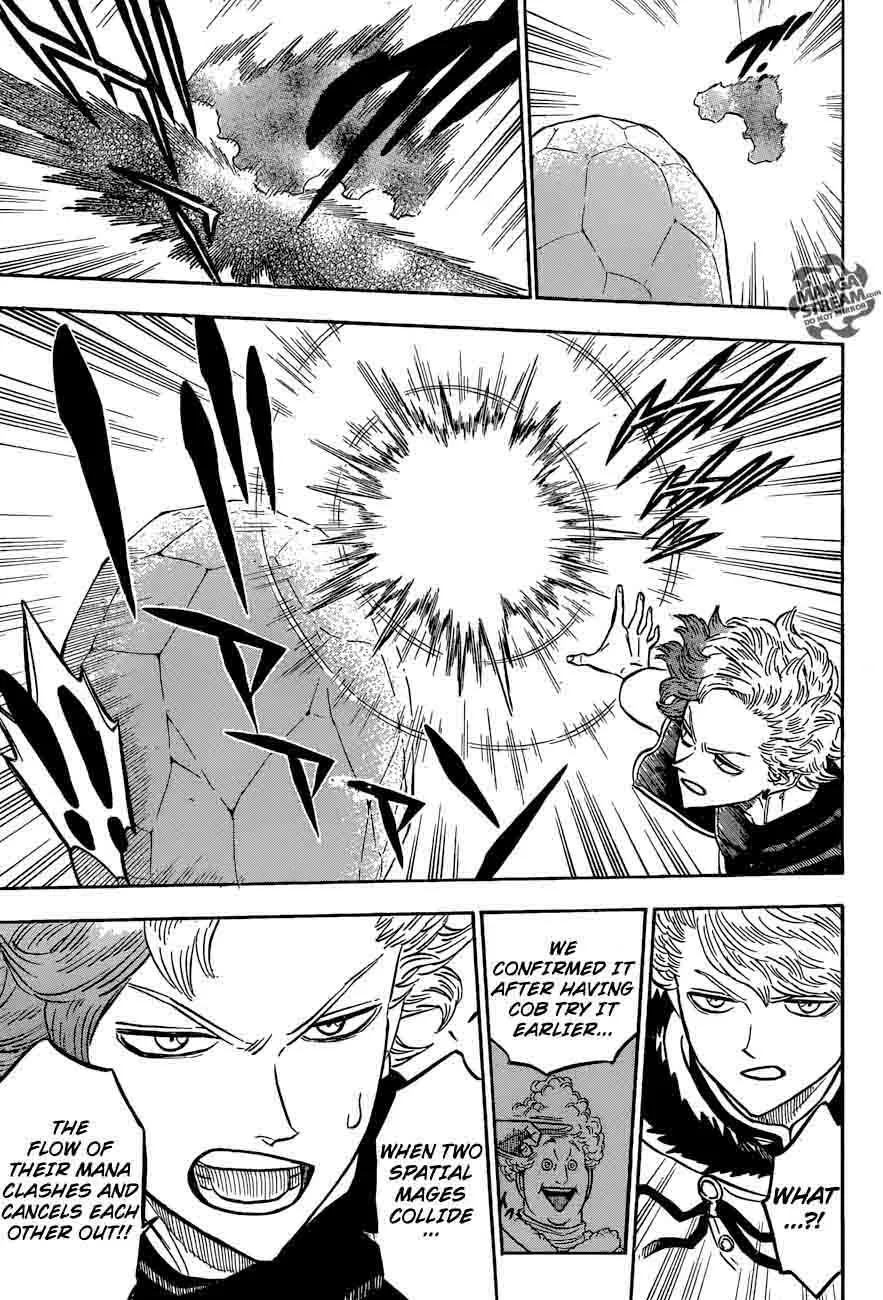 MANGA
STREAM.com
DO NOT MIRROR
WHAT
...?!
WE
CONFIRMED IT
AFTER HAVING
COB TRY IT
EARLIER...
WHEN TWO
SPATIAL
MAGES
COLLIDE
...
THE
FLOW OF
THEIR MANA
CLASHES AND
CANCELS EACH
OTHER OUT!!